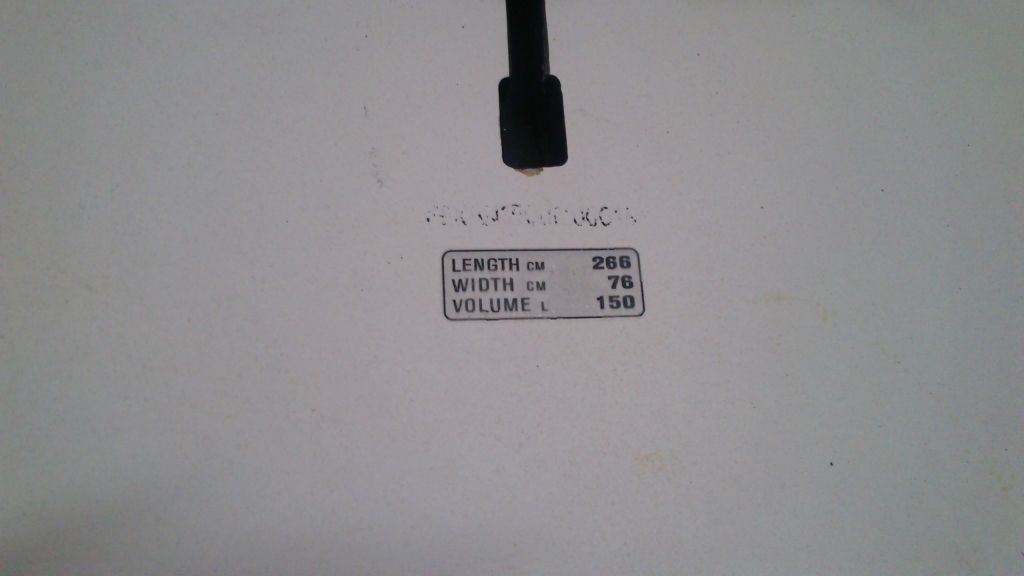 LENGTH CM 266
WIDTH CM 76
VOLUME L 150